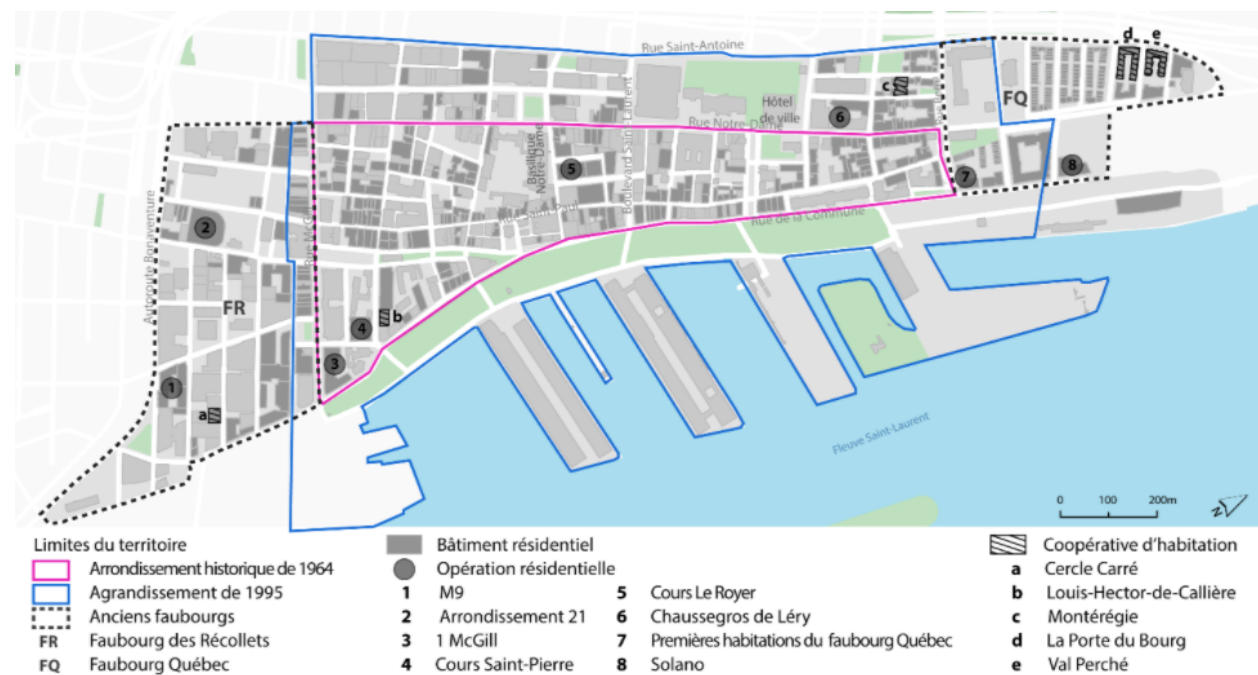 Rue Saint-Antoine
d
e
c
Hôtel
de ville
FQ
6
Rue Notre-Dame
Basilique
Notre-Dame
Boulevard Saint-Laurent
5
7
8
Autoroute Bonaventure
2
Rue McGill
Rue Saint-Paul
Rue de la Commune
FR
4
b
3
1
a
Fleuve Saint-Laurent
0 100 200m
N
Limites du territoire
Arrondissement historique de 1964
Agrandissement de 1995
Anciens faubourgs
FR Faubourg des Récollets
FQ Faubourg Québec
Bâtiment résidentiel
Opération résidentielle
1 M9
2 Arrondissement 21
3 1 McGill
4 Cours Saint-Pierre
5 Cours Le Royer
6 Chaussegros de Léry
7 Premières habitations du faubourg Québec
8 Solano
Coopérative d'habitation
a Cercle Carré
b Louis-Hector-de-Callière
c Montérégie
d La Porte du Bourg
e Val Perché